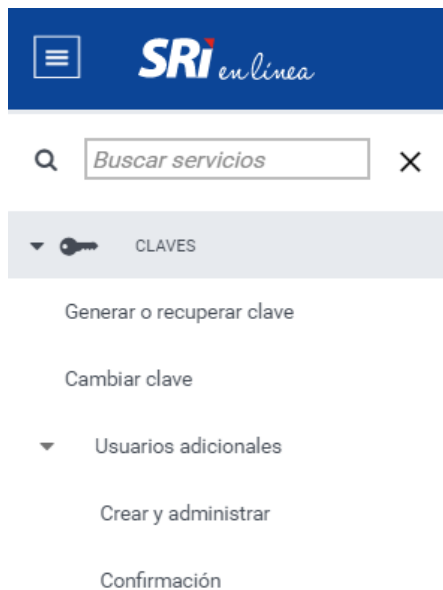 SRi en línea
Buscar servicios
CLAVES
Generar o recuperar clave
Cambiar clave
Usuarios adicionales
Crear y administrar
Confirmación